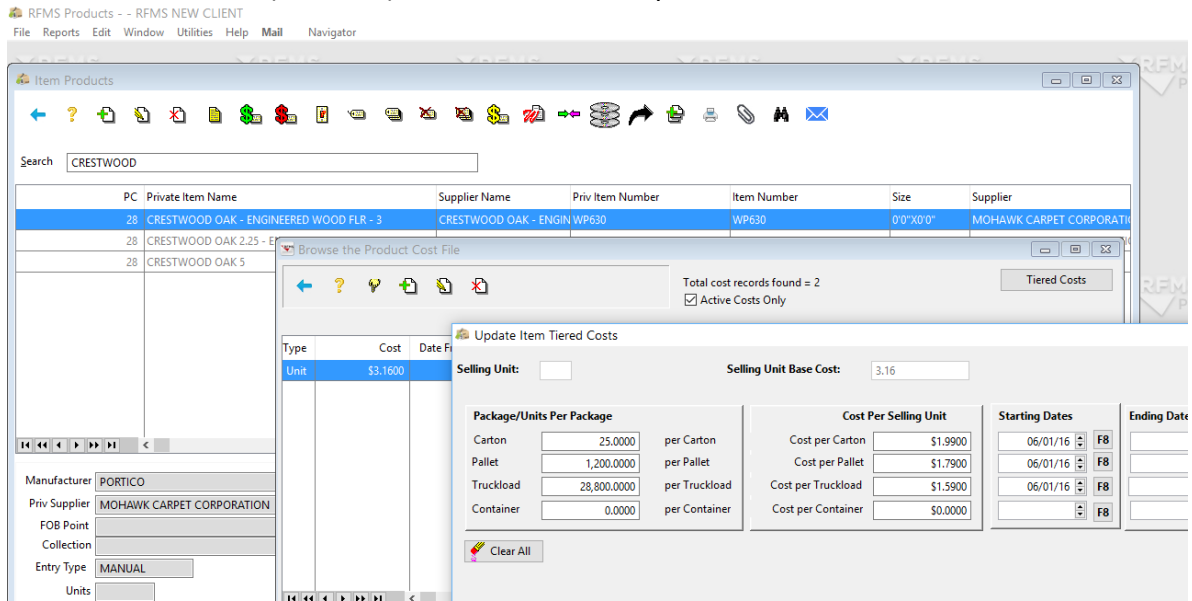 RFMS Products - - RFMS NEW CLIENT
File Reports Edit Window Utilities Help Mail Navigator
Item Products
Search CRESTWOOD
PC Private Item Name Supplier Name Priv Item Number Item Number Size Supplier
28 CRESTWOOD OAK - ENGINEERED WOOD FLR - 3 CRESTWOOD OAK - ENGIN WP630 WP630 0'0"X0'0" MOHAWK CARPET CORPORATI
28 CRESTWOOD OAK 2.25 - E
28 CRESTWOOD OAK 5
Browse the Product Cost File
Total cost records found = 2
Active Costs Only
Tiered Costs
Type Cost Date Fr
Unit $3.1600
Update Item Tiered Costs
Selling Unit: Selling Unit Base Cost: 3.16
Package/Units Per Package Cost Per Selling Unit Starting Dates Ending Date
Carton 25.0000 per Carton Cost per Carton $1.9900 06/01/16 F8
Pallet 1,200.0000 per Pallet Cost per Pallet $1.7900 06/01/16 F8
Truckload 28,800.0000 per Truckload Cost per Truckload $1.5900 06/01/16 F8
Container 0.0000 per Container Cost per Container $0.0000 F8
Clear All
Manufacturer PORTICO
Priv Supplier MOHAWK CARPET CORPORATION
FOB Point
Collection
Entry Type MANUAL
Units